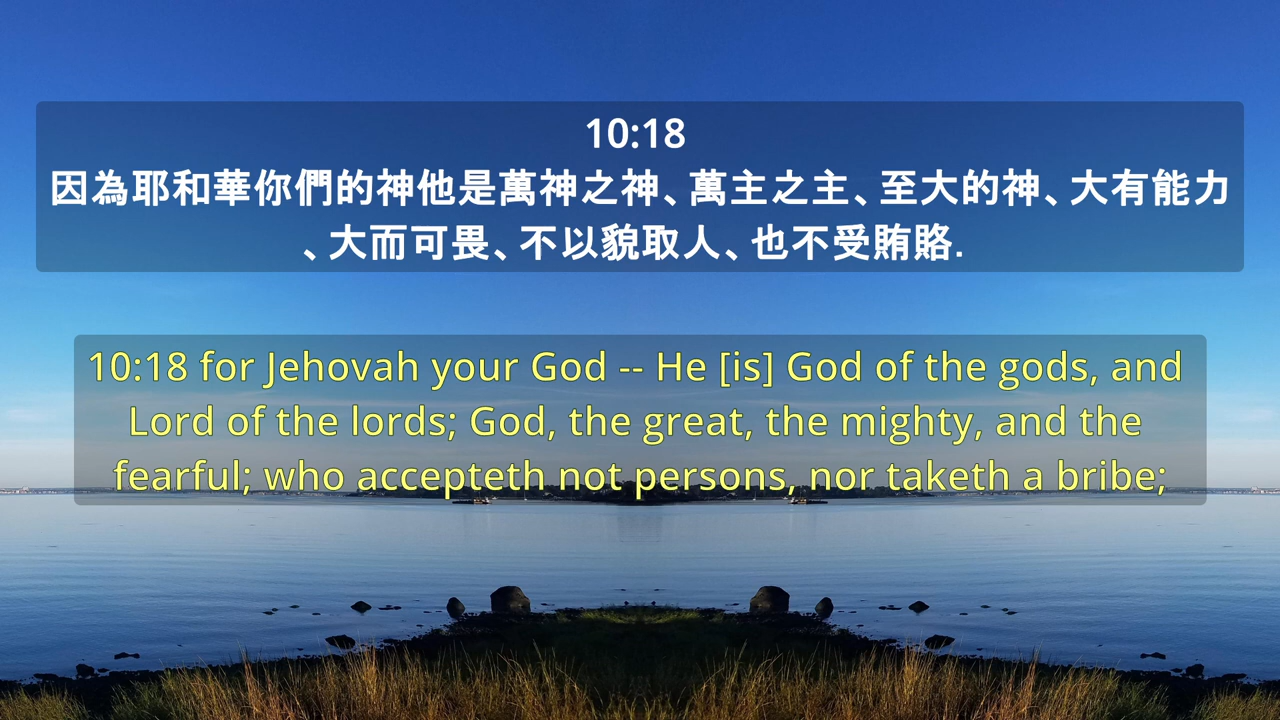 10:18
因為耶和華你們的神他是萬神之神、萬主之主、至大的神、大有能力
、大而可畏、不以貌取人、也不受賄賂.
10:18 for Jehovah your God -- He [is] God of the gods, and
Lord of the lords; God, the great, the mighty, and the
fearful; who accepteth not persons, nor taketh a bribe;